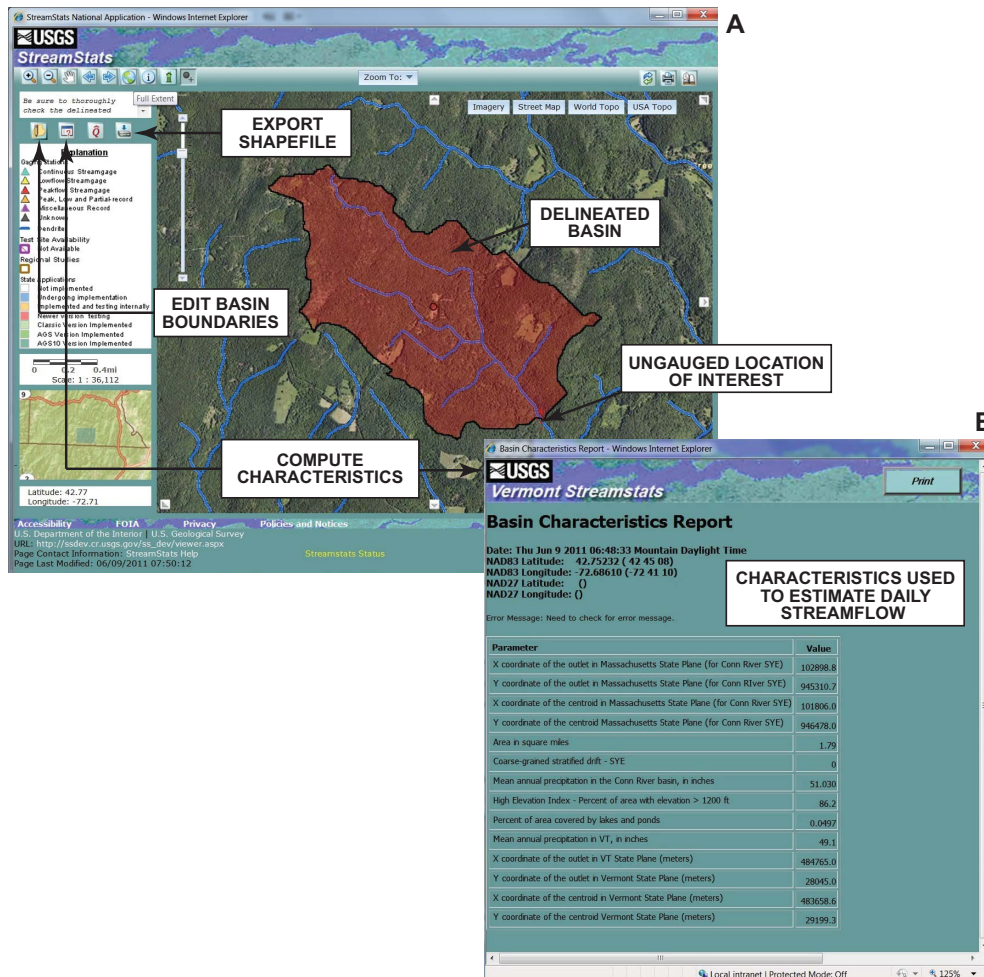 StreamStats National Application - Windows Internet Explorer
A
USGS
StreamStats
Zoom To:
Be sure to thoroughly
check the delineated
Full Extent
Imagery
Street Map
World Topo
USA Topo
EXPORT
SHAPEFILE
Explanation
Gaging Stations
Continuous Streamgage
Lowflow Streamgage
Peakflow Streamgage
Peak, Low and Partial-record
Miscellaneous Record
Unknown
Dendrite
Test Site Availability
Not Available
Regional Studies
State Applications
Not implemented
Undergoing implementation
Implemented and testing internally
Newer version testing
Classic Version Implemented
AGS Version Implemented
AGS10 Version Implemented
DELINEATED
BASIN
EDIT BASIN
BOUNDARIES
0 0.2 0.4mi
Scale: 1 : 36,112
UNGAUGED LOCATION
OF INTEREST
9
COMPUTE
CHARACTERISTICS
Latitude: 42.77
Longitude: -72.71
Accessibility FOIA Privacy Policies and Notices
U.S. Department of the Interior | U.S. Geological Survey
URL: http://ssdev.cr.usgs.gov/ss_dev/viewer.aspx
Page Contact Information: StreamStats Help
Streamstats Status
Page Last Modified: 06/09/2011 07:50:12
Basin Characteristics Report - Windows Internet Explorer
USGS
Vermont Streamstats
Print
Basin Characteristics Report
Date: Thu Jun 9 2011 06:48:33 Mountain Daylight Time
NAD83 Latitude: 42.75232 ( 42 45 08)
NAD83 Longitude: -72.68610 (-72 41 10)
NAD27 Latitude: ()
NAD27 Longitude: ()
CHARACTERISTICS USED
TO ESTIMATE DAILY
STREAMFLOW
Error Message: Need to check for error message.
Parameter Value
X coordinate of the outlet in Massachusetts State Plane (for Conn River SYE) 102898.8
Y coordinate of the outlet in Massachusetts State Plane (for Conn RIver SYE) 945310.7
X coordinate of the centroid in Massachusetts State Plane (for Conn River SYE) 101806.0
Y coordinate of the centroid Massachusetts State Plane (for Conn River SYE) 946478.0
Area in square miles 1.79
Coarse-grained stratified drift - SYE 0
Mean annual precipitation in the Conn River basin, in inches 51.030
High Elevation Index - Percent of area with elevation > 1200 ft 86.2
Percent of area covered by lakes and ponds 0.0497
Mean annual precipitation in VT, in inches 49.1
X coordinate of the outlet in VT State Plane (meters) 484765.0
Y coordinate of the outlet in Vermont State Plane (meters) 28045.0
X coordinate of the centroid in Vermont State Plane (meters) 483658.6
Y coordinate of the centroid Vermont State Plane (meters) 29199.3
Local intranet | Protected Mode: Off
125%